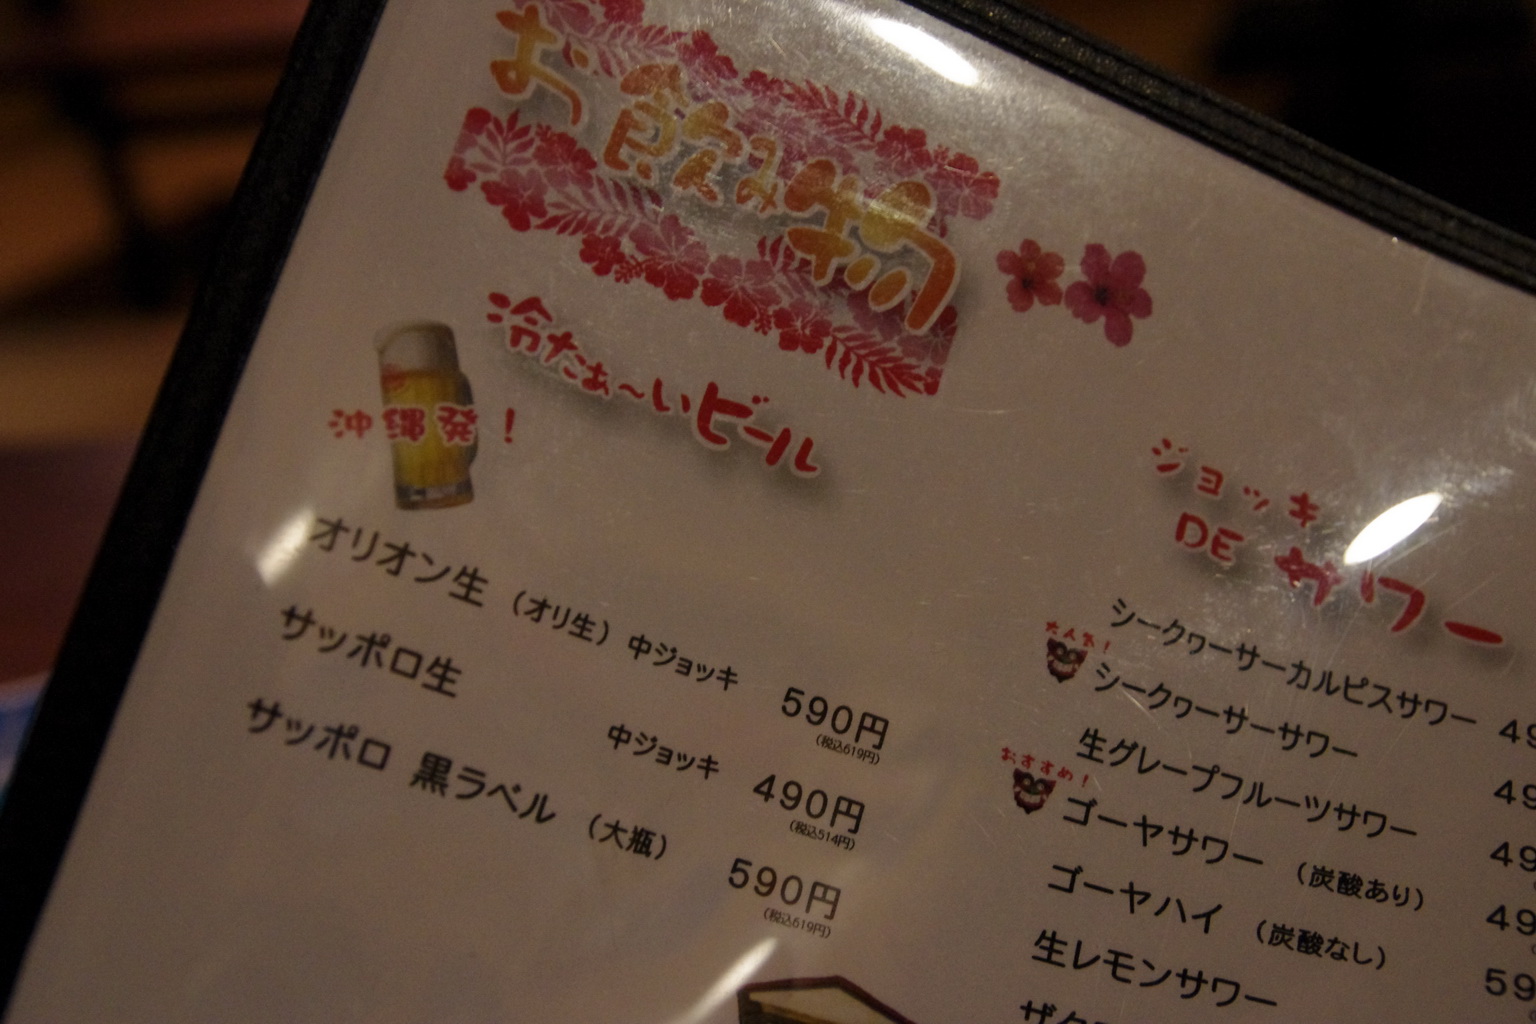 お飲み物
冷たぁ～いビール
沖縄発！
オリオン生 （オリ生）中ジョッキ 590円
（税込619円）
サッポロ生 中ジョッキ 490円
（税込514円）
サッポロ 黒ラベル （大瓶） 590円
（税込619円）
ジョッキ
DE サワー
シークヮーサーカルピスサワー 49
大人気！
シークヮーサーサワー 49
生グレープフルーツサワー 49
おすすめ！
ゴーヤサワー （炭酸あり） 49
ゴーヤハイ （炭酸なし） 59
生レモンサワー
ザク